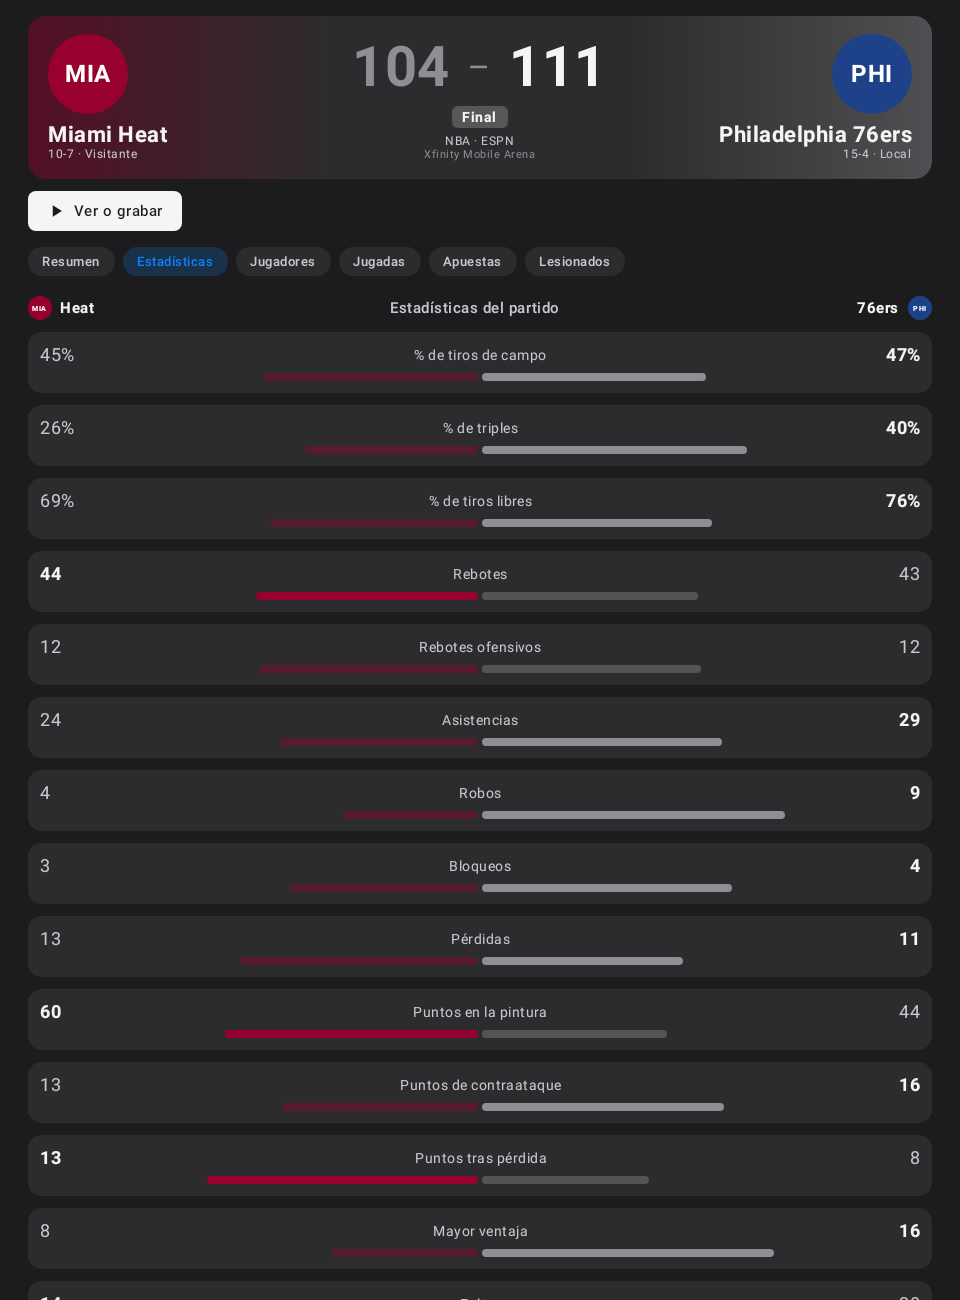 MIA
104 – 111
PHI
Final
Miami Heat
Philadelphia 76ers
NBA · ESPN
10-7 · Visitante
Xfinity Mobile Arena
15-4 · Local
Ver o grabar
Resumen
Estadísticas
Jugadores
Jugadas
Apuestas
Lesionados
MIA Heat
Estadísticas del partido
76ers PHI
45% % de tiros de campo 47%
26% % de triples 40%
69% % de tiros libres 76%
44 Rebotes 43
12 Rebotes ofensivos 12
24 Asistencias 29
4 Robos 9
3 Bloqueos 4
13 Pérdidas 11
60 Puntos en la pintura 44
13 Puntos de contraataque 16
13 Puntos tras pérdida 8
8 Mayor ventaja 16